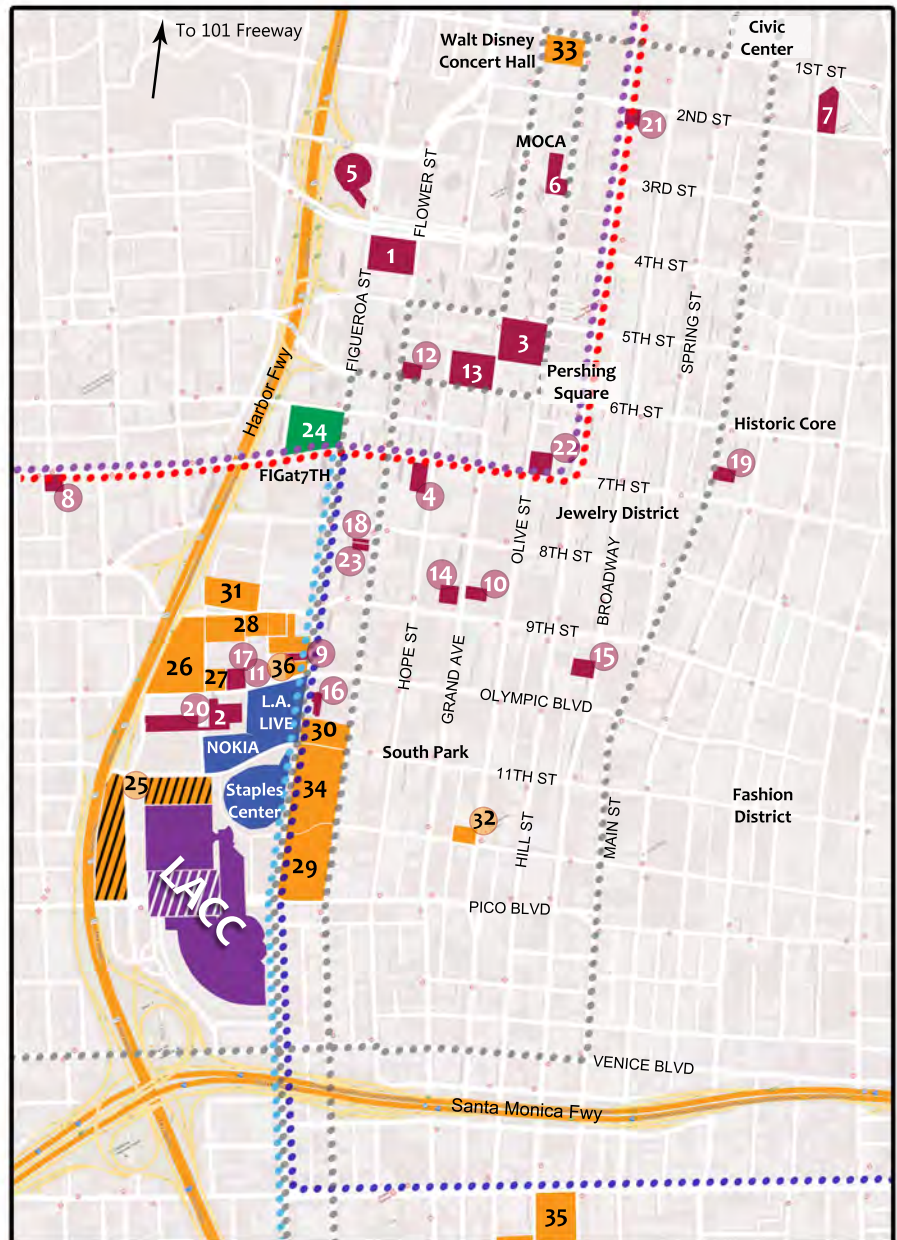 To 101 Freeway
Walt Disney
Concert Hall
33
Civic
Center
1ST ST
7
21
2ND ST
MOCA
6
5
FLOWER ST
3RD ST
1
4TH ST
FIGUEROA ST
SPRING ST
5TH ST
3
12
13
Pershing
Square
Harbor Fwy
6TH ST
24
Historic Core
22
19
FIGat7TH
8
4
7TH ST
Jewelry District
OLIVE ST
18
23
8TH ST
BROADWAY
14
10
31
28
9TH ST
HOPE ST
GRAND AVE
26
27
17
11
36
9
15
20
2
L.A.
LIVE
16
OLYMPIC BLVD
30
NOKIA
South Park
11TH ST
25
Staples
Center
34
Fashion
District
32
HILL ST
MAIN ST
29
LACC
PICO BLVD
VENICE BLVD
Santa Monica Fwy
35